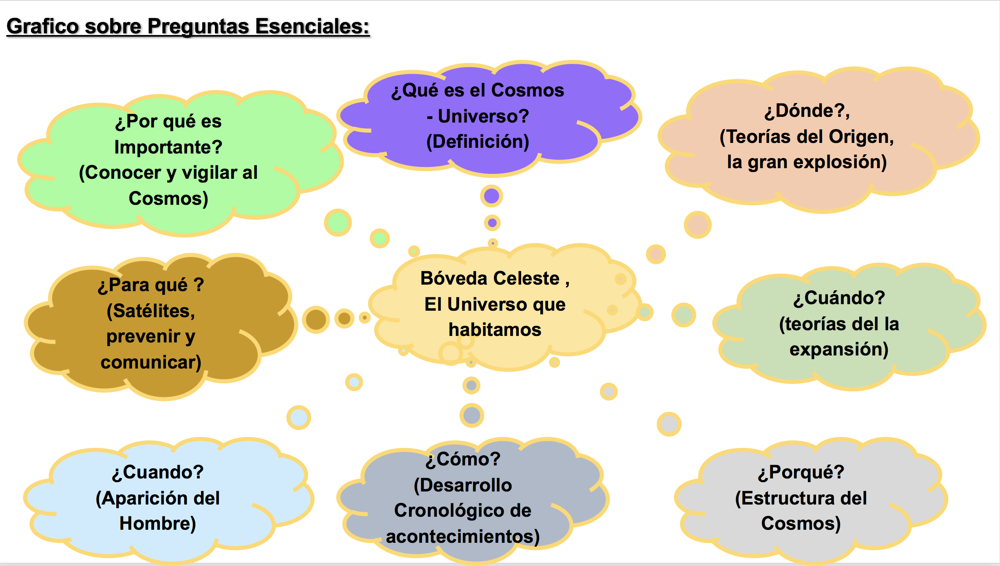 Grafico sobre Preguntas Esenciales:
¿Por qué es
Importante?
(Conocer y vigilar al
Cosmos)
¿Qué es el Cosmos
- Universo?
(Definición)
¿Dónde?,
(Teorías del Origen,
la gran explosión)
¿Para qué ?
(Satélites,
prevenir y
comunicar)
Bóveda Celeste ,
El Universo que
habitamos
¿Cuándo?
(teorías del la
expansión)
¿Cuando?
(Aparición del
Hombre)
¿Cómo?
(Desarrollo
Cronológico de
acontecimientos)
¿Porqué?
(Estructura del
Cosmos)